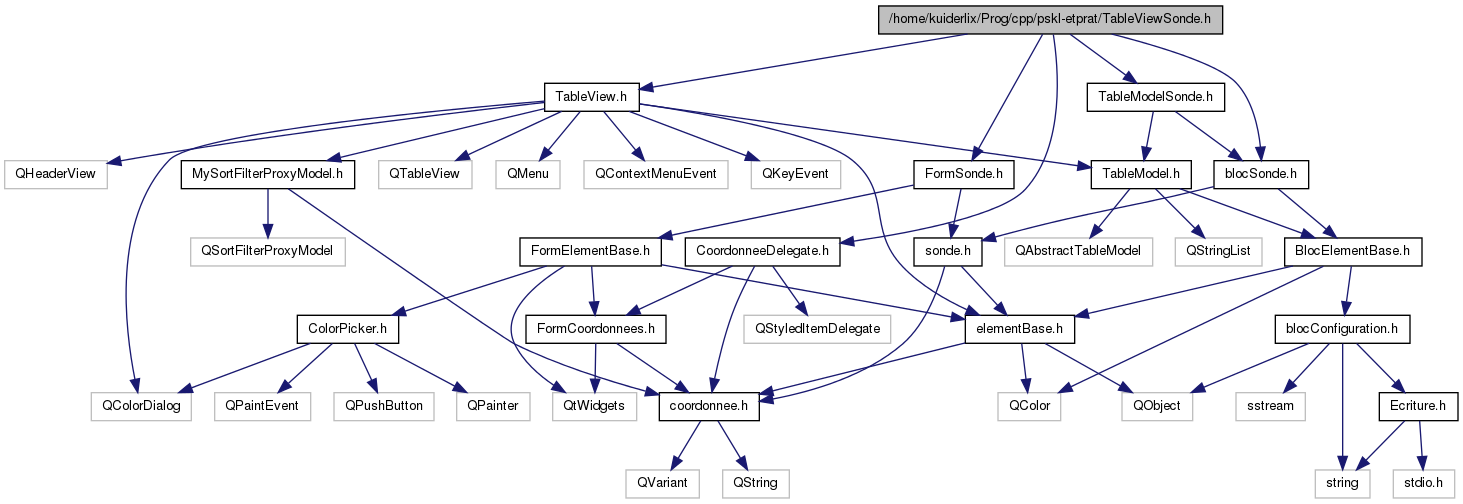 /home/kuiderlix/Prog/cpp/pskl-etprat/TableViewSonde.h
TableView.h
TableModelSonde.h
QHeaderView
MySortFilterProxyModel.h
QTableView
QMenu
QContextMenuEvent
QKeyEvent
FormSonde.h
TableModel.h
blocSonde.h
QSortFilterProxyModel
FormElementBase.h
CoordonneeDelegate.h
sonde.h
QAbstractTableModel
QStringList
BlocElementBase.h
ColorPicker.h
FormCoordonnees.h
QStyledItemDelegate
elementBase.h
blocConfiguration.h
QColorDialog
QPaintEvent
QPushButton
QPainter
QtWidgets
coordonnee.h
QColor
QObject
sstream
Ecriture.h
QVariant
QString
string
stdio.h